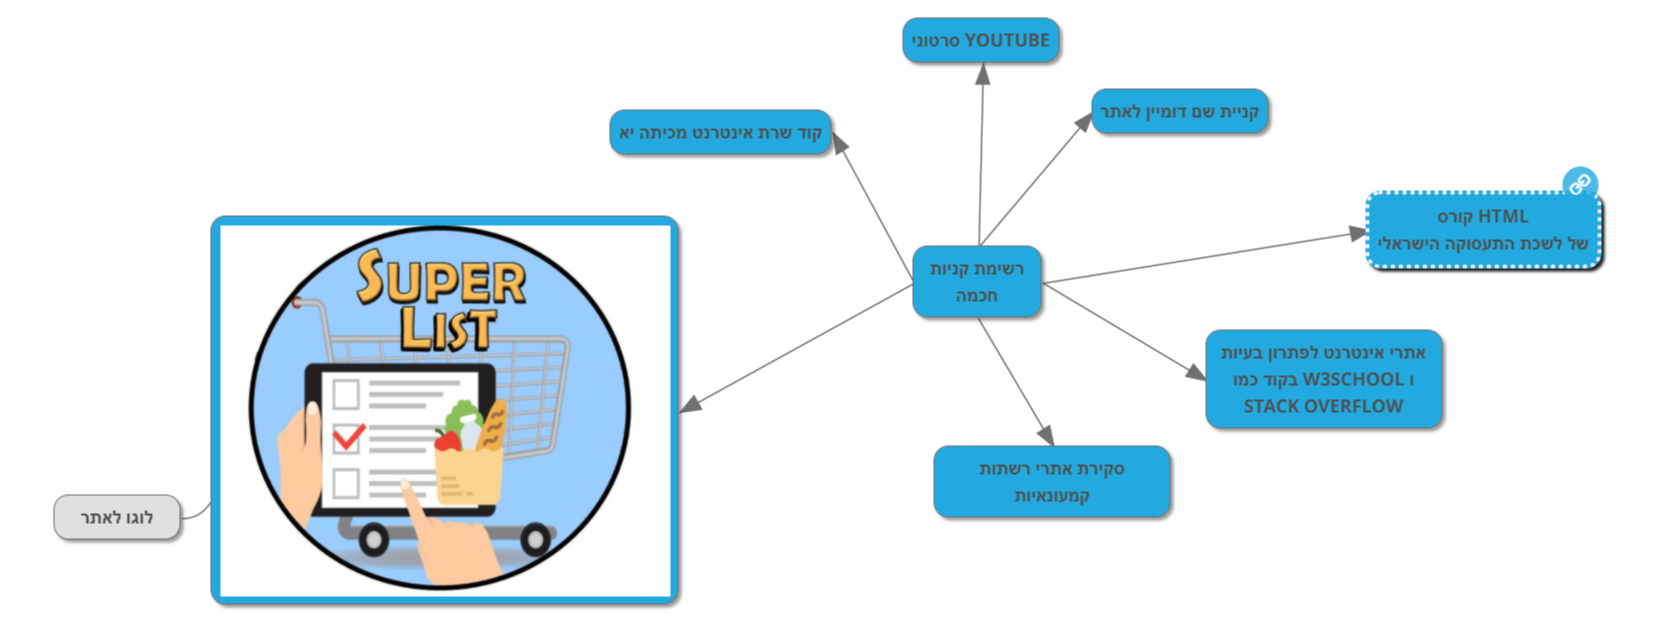 סרטוני YOUTUBE
קניית שם דומיין לאתר
קוד שרת אינטרנט מכיתה יא
קורס HTML
של לשכת התעסוקה הישראלי
רשימת קניות
חכמה
SUPER
LIST
אתרי אינטרנט לפתרון בעיות
בקוד כמו W3SCHOOL ו
STACK OVERFLOW
סקירת אתרי רשתות
קמעונאיות
לוגו לאתר